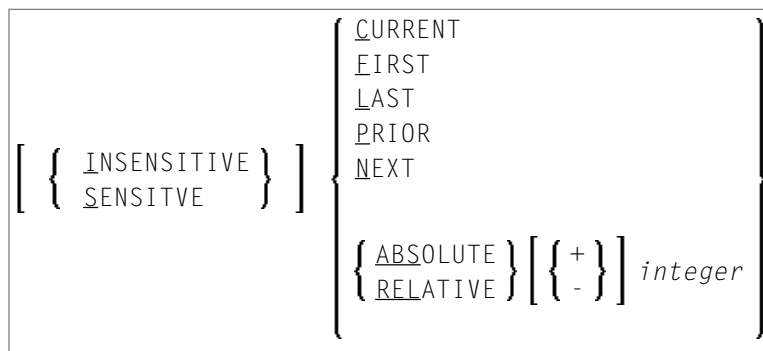 CURRENT
FIRST
LAST
PRIOR
NEXT
[ { INSENSITIVE
SENSITVE } ]
{ ABSOLUTE
RELATIVE } [ { +
- } ] integer